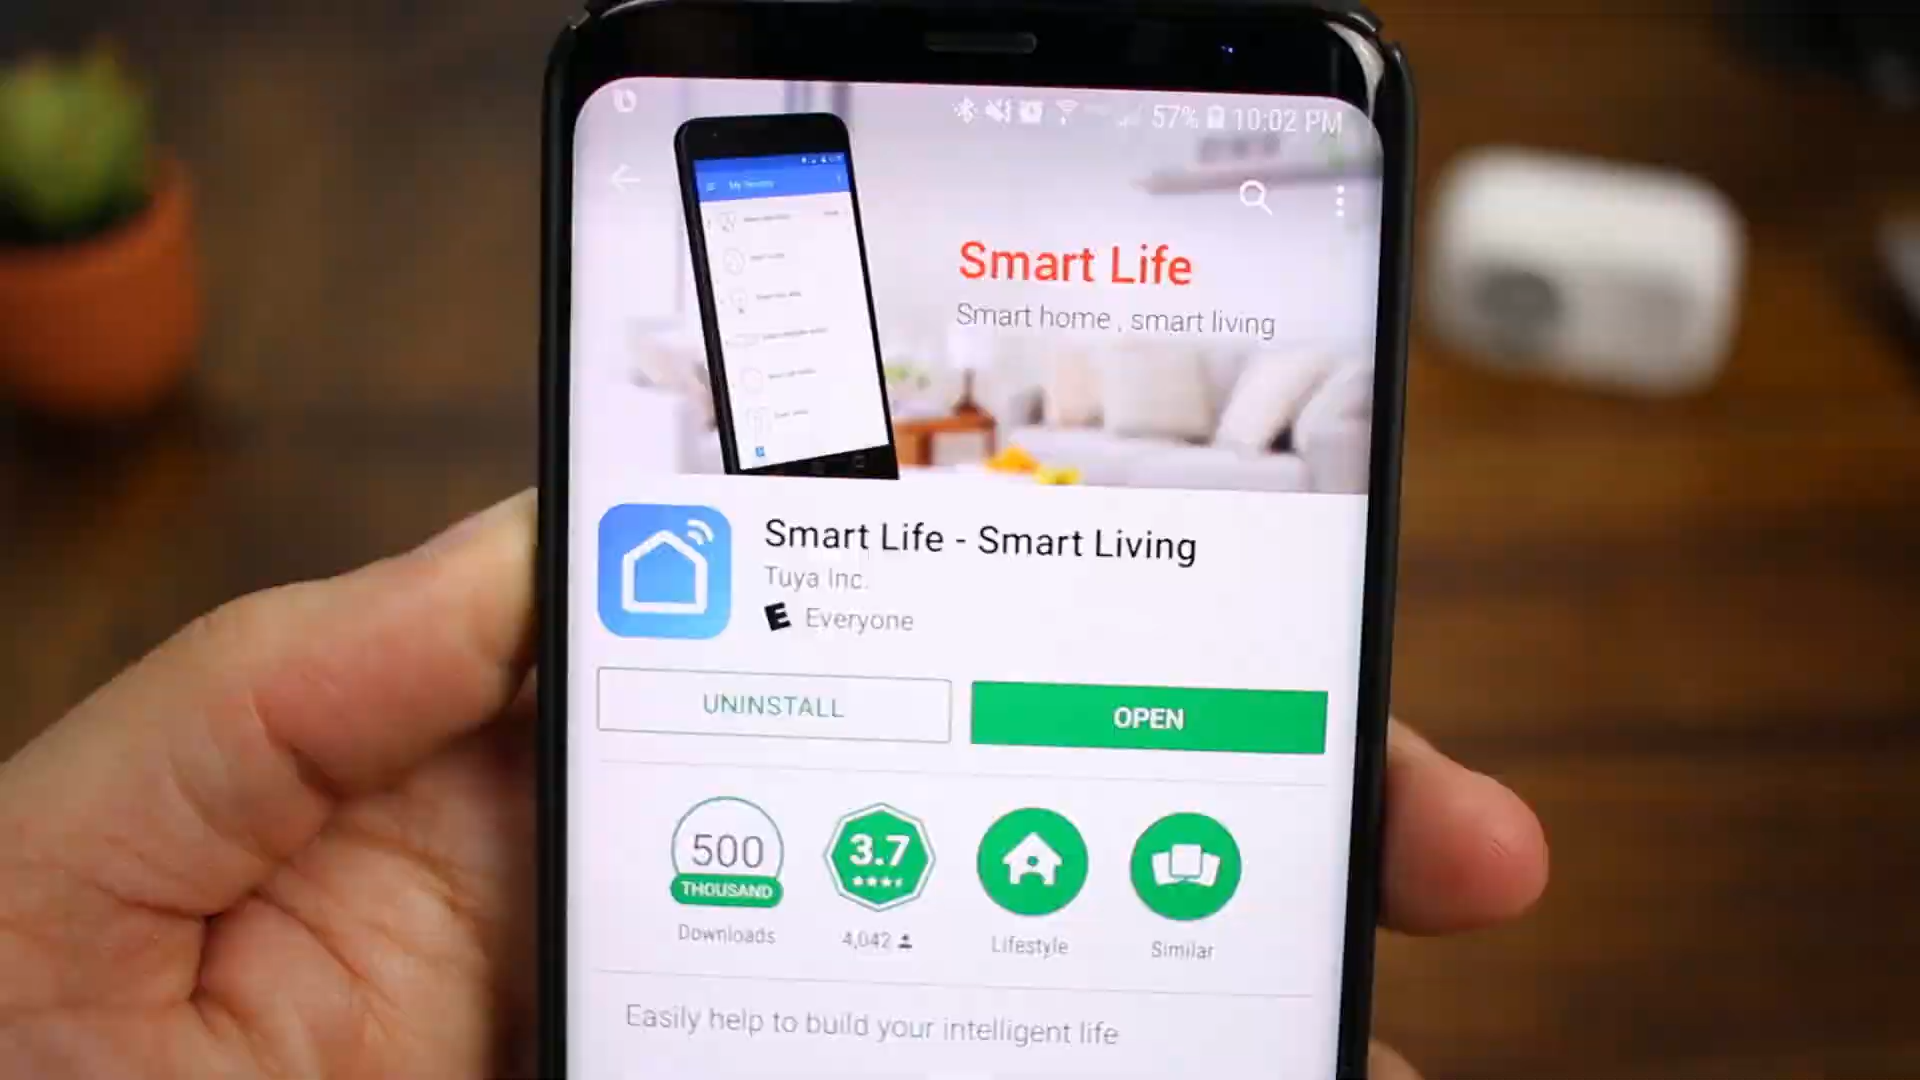 57% 10:02 PM
Smart Life
Smart home , smart living
Smart Life - Smart Living
Tuya Inc.
E Everyone
UNINSTALL
OPEN
500
THOUSAND
Downloads
3.7
4,042
Lifestyle
Similar
Easily help to build your intelligent life